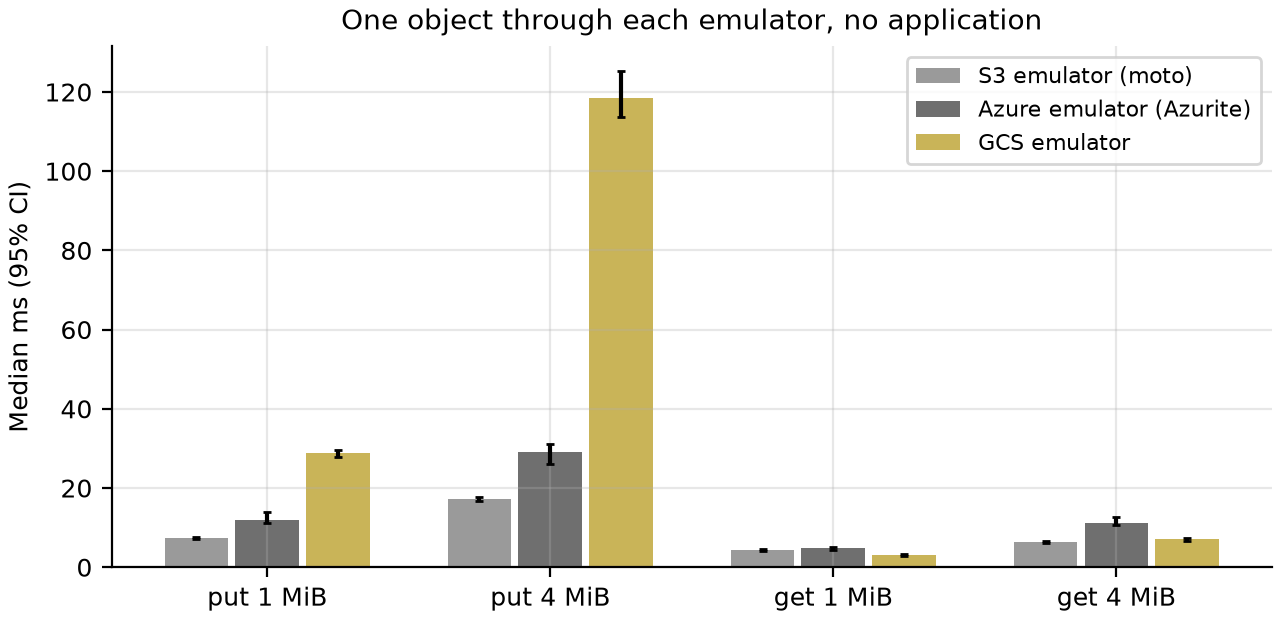 One object through each emulator, no application
S3 emulator (moto)
Azure emulator (Azurite)
GCS emulator
Median ms (95% CI)
120
100
80
60
40
20
0
put 1 MiB
put 4 MiB
get 1 MiB
get 4 MiB